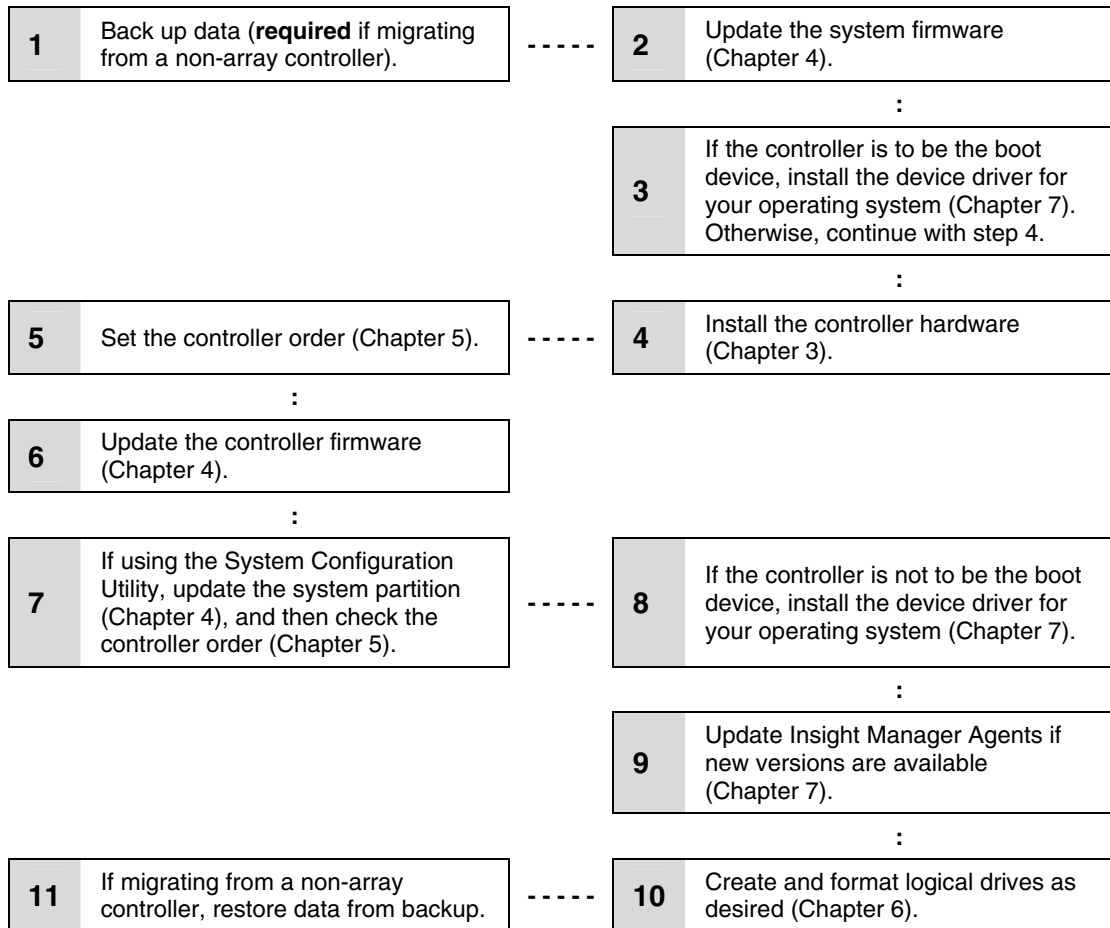 1
Back up data (required if migrating
from a non-array controller).
- - - - -
2
Update the system firmware
(Chapter 4).
:
3
If the controller is to be the boot
device, install the device driver for
your operating system (Chapter 7).
Otherwise, continue with step 4.
:
4
Install the controller hardware
(Chapter 3).
- - - - -
5
Set the controller order (Chapter 5).
:
6
Update the controller firmware
(Chapter 4).
:
7
If using the System Configuration
Utility, update the system partition
(Chapter 4), and then check the
controller order (Chapter 5).
- - - - -
8
If the controller is not to be the boot
device, install the device driver for
your operating system (Chapter 7).
:
9
Update Insight Manager Agents if
new versions are available
(Chapter 7).
:
10
Create and format logical drives as
desired (Chapter 6).
- - - - -
11
If migrating from a non-array
controller, restore data from backup.